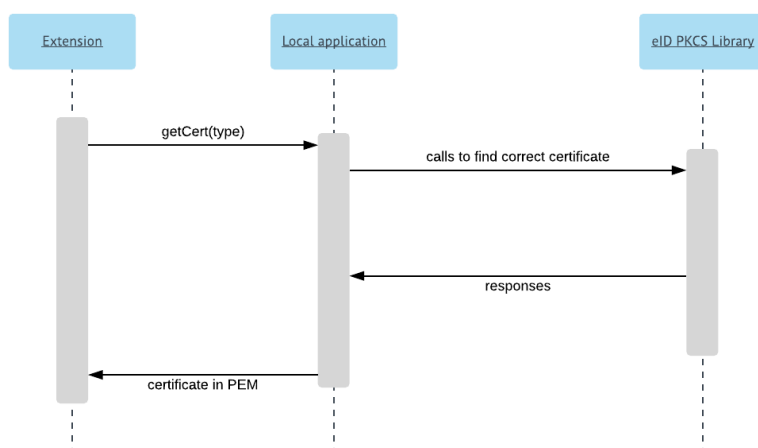 Extension
Local application
eID PKCS Library
getCert(type)
calls to find correct certificate
responses
certificate in PEM